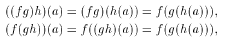 ((fg)h)(a) = (fg)(h(a)) = f(g(h(a))),
(f(gh))(a) = f((gh)(a)) = f(g(h(a))),